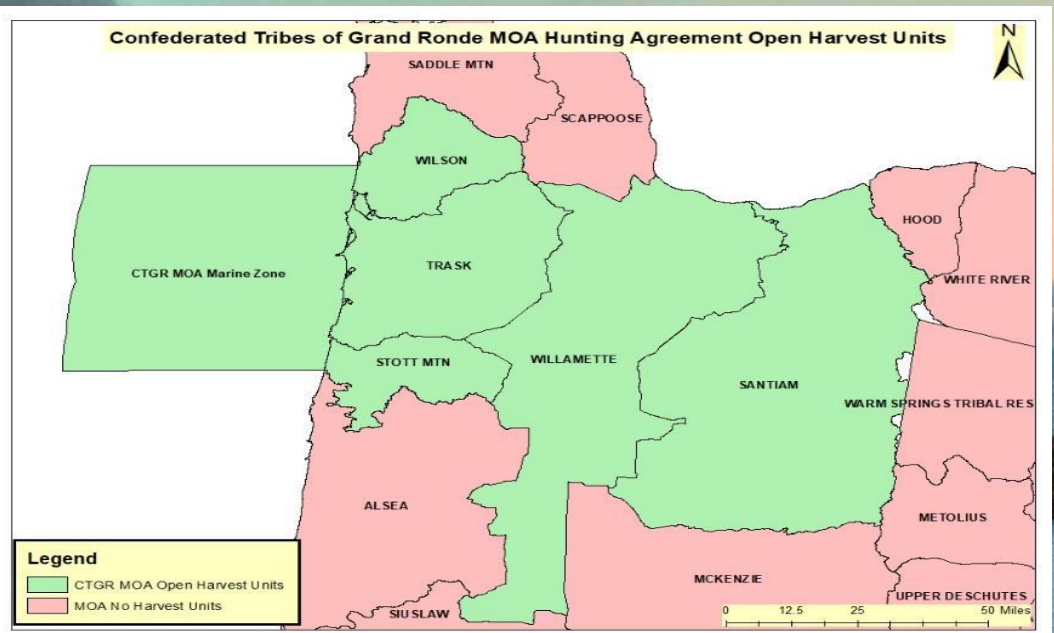 Confederated Tribes of Grand Ronde MOA Hunting Agreement Open Harvest Units
N
SADDLE MTN
SCAPPOOSE
WILSON
HOOD
CTGR MOA Marine Zone
TRASK
WHITE RIVER
STOTT MTN
WILLAMETTE
SANTIAM
WARM SPRINGS TRIBAL RES
ALSEA
METOLIUS
MCKENZIE
UPPER DESCHUTES
SIUSLAW
Legend
CTGR MOA Open Harvest Units
MOA No Harvest Units
0 12.5 25 50 Miles